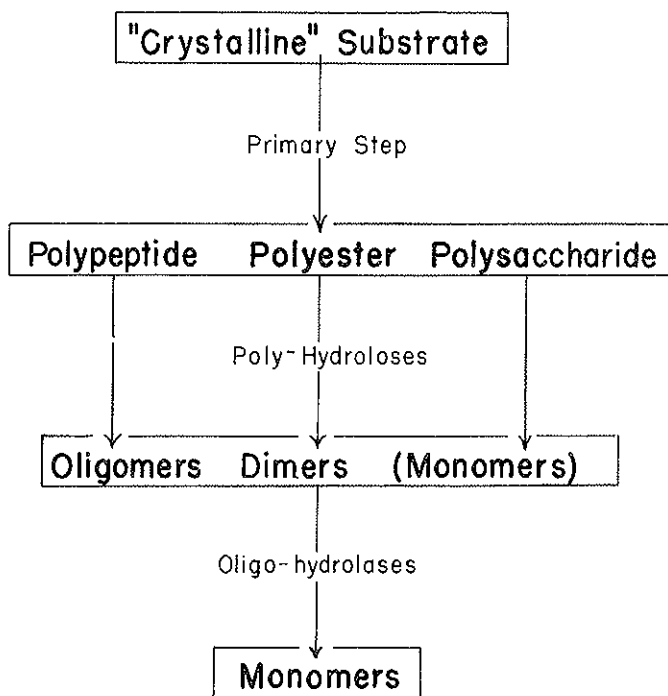 "Crystalline" Substrate
Primary Step
Polypeptide Polyester Polysaccharide
Poly-Hydroloses
Oligomers Dimers (Monomers)
Oligo-hydrolases
Monomers